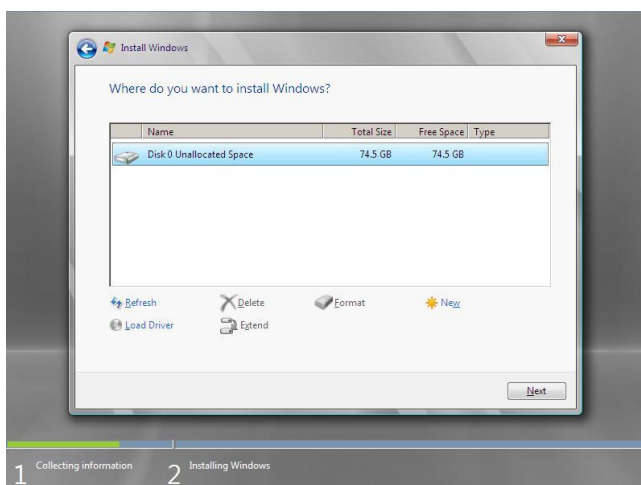 Install Windows
Where do you want to install Windows?
Name Total Size Free Space Type
Disk 0 Unallocated Space 74.5 GB 74.5 GB
Refresh Delete Format New
Load Driver Extend
Next
1 Collecting information 2 Installing Windows